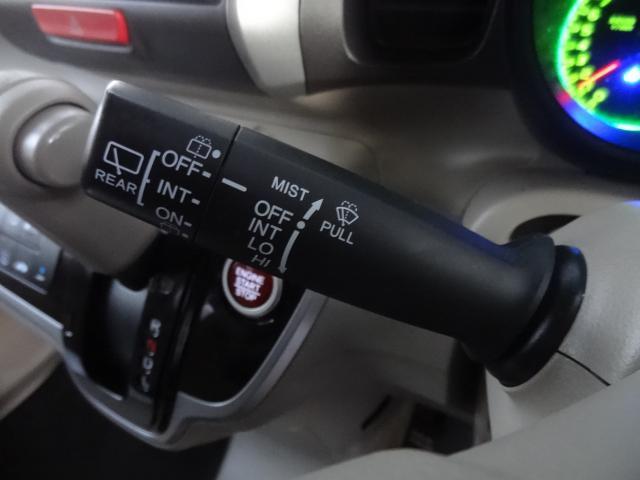 OFF
INT
ON
REAR
MIST
OFF
INT
LO
HI
PULL
ENGINE
START
STOP